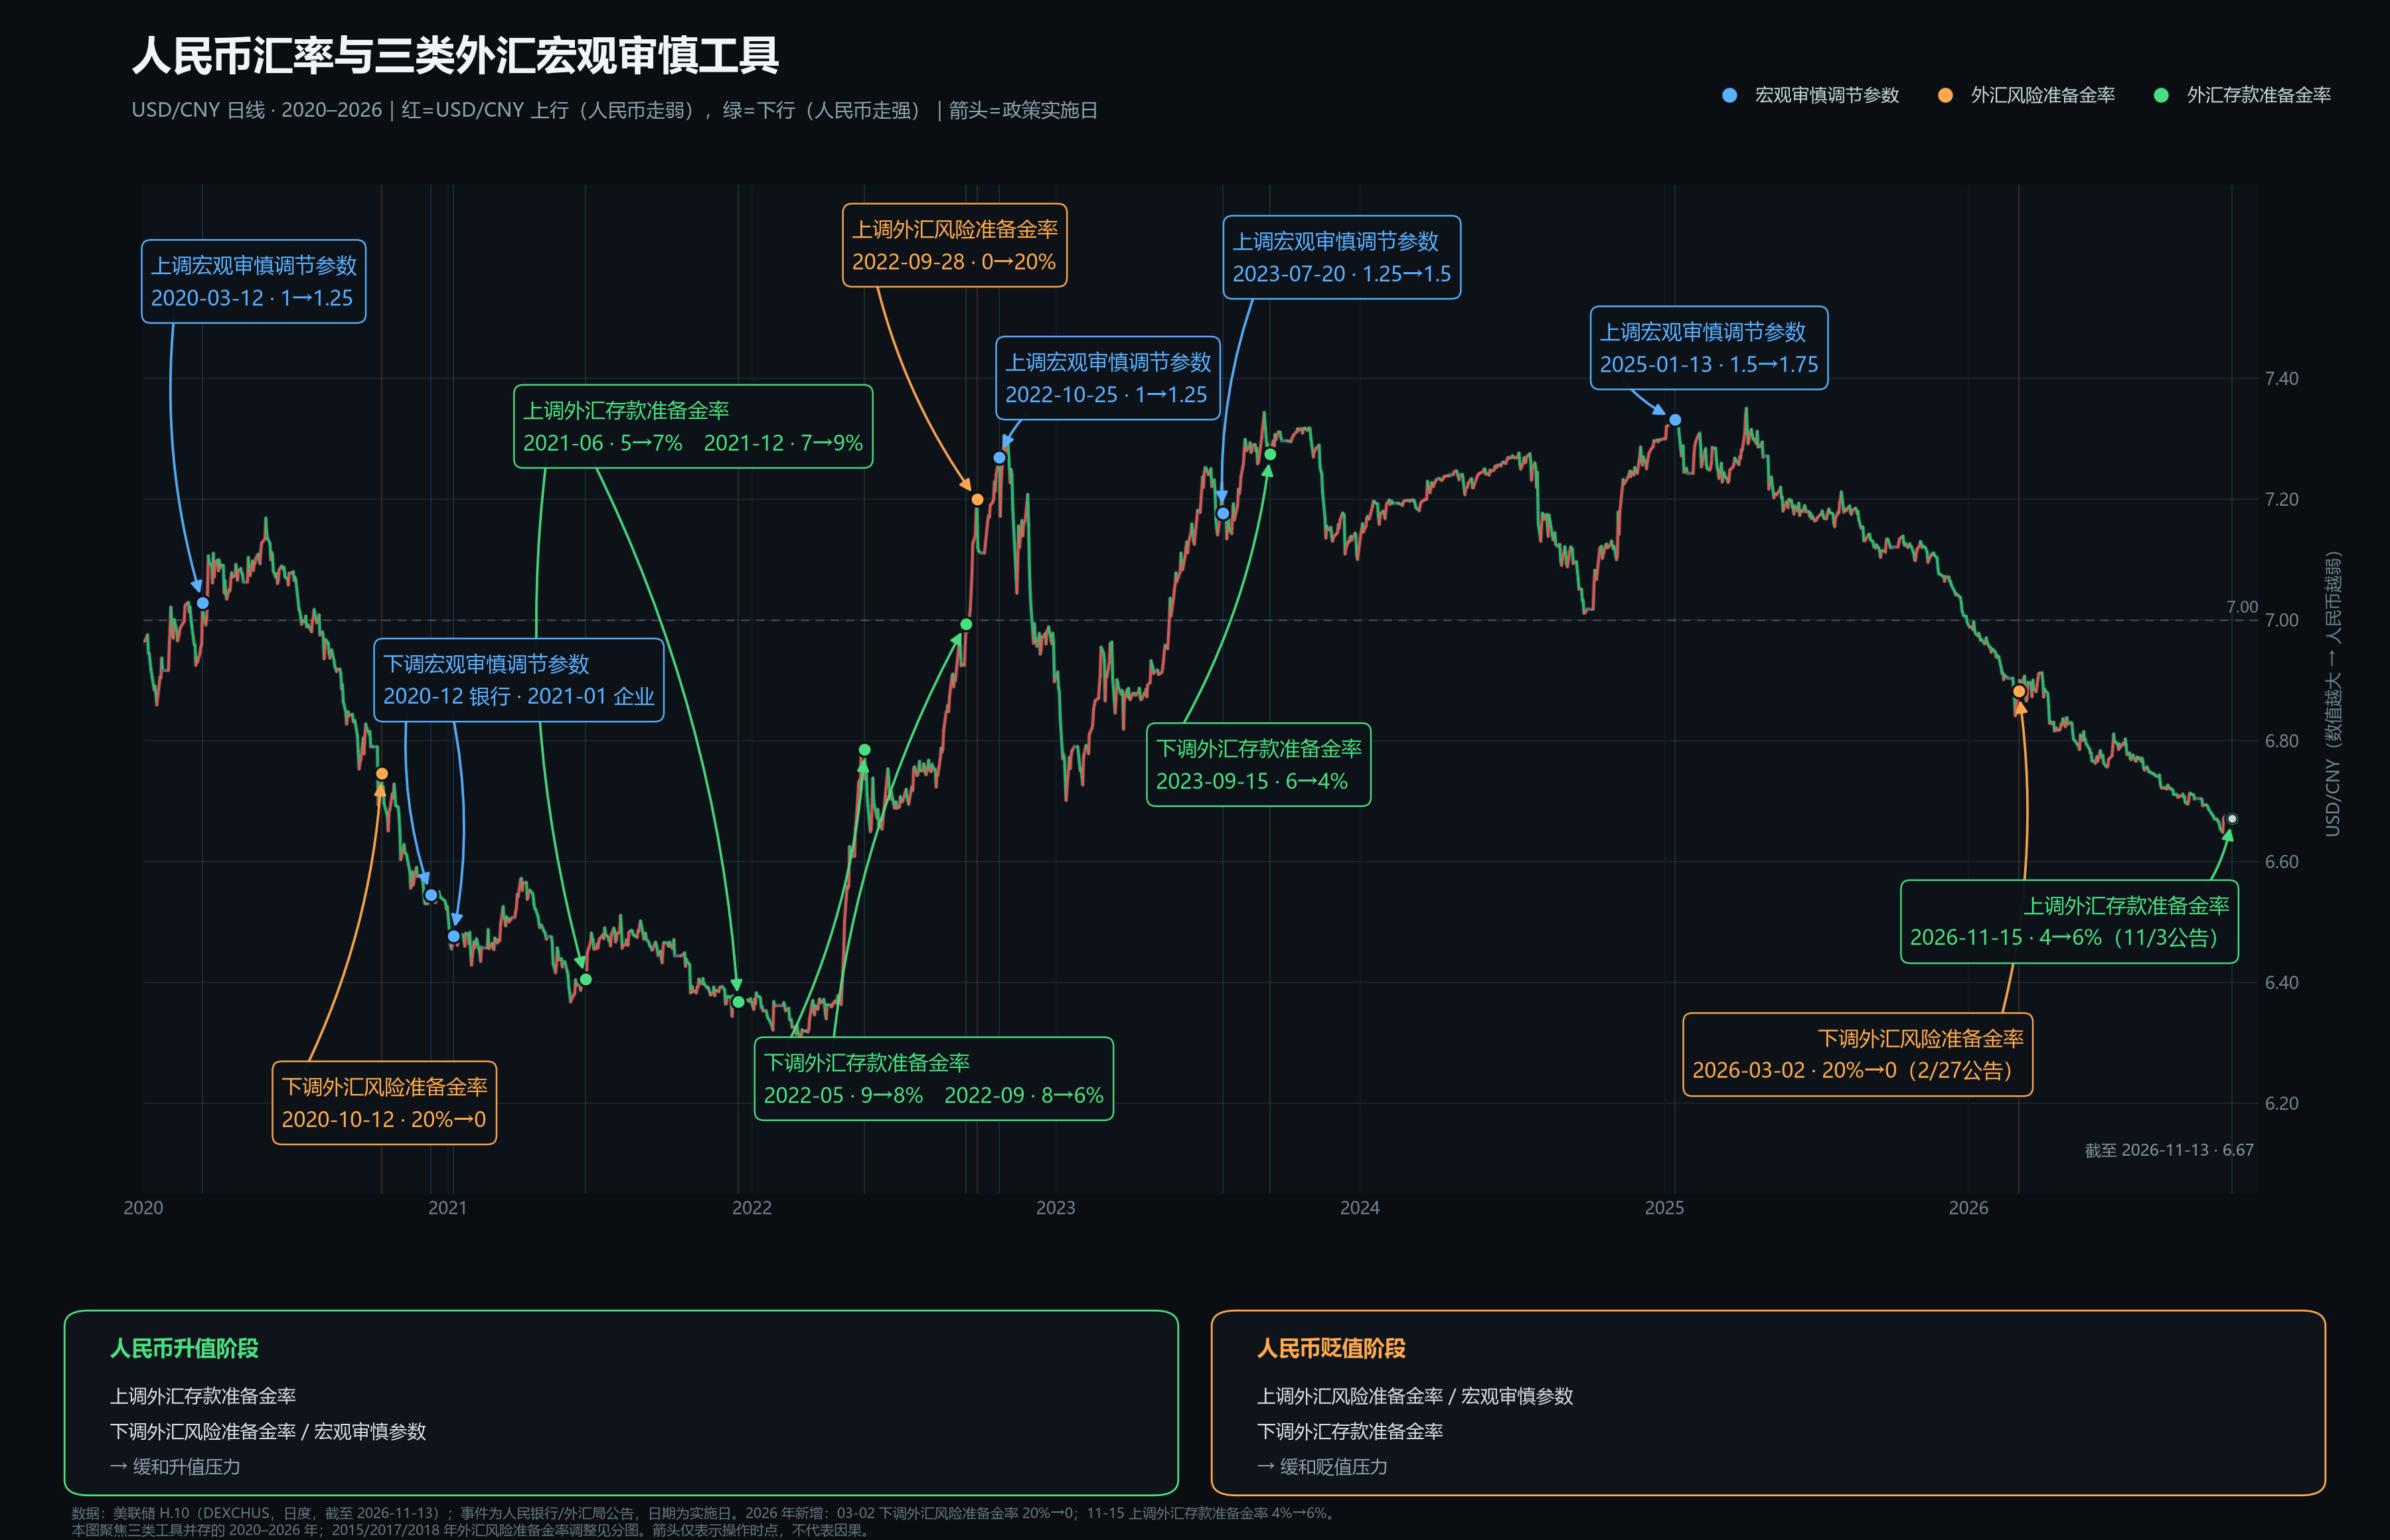 人民币汇率与三类外汇宏观审慎工具
USD/CNY 日线 · 2020–2026｜红=USD/CNY 上行（人民币走弱），绿=下行（人民币走强）｜箭头=政策实施日
宏观审慎调节参数
外汇风险准备金率
外汇存款准备金率
上调外汇风险准备金率
2022-09-28 · 0→20%
上调宏观审慎调节参数
2023-07-20 · 1.25→1.5
上调宏观审慎调节参数
2020-03-12 · 1→1.25
上调宏观审慎调节参数
2025-01-13 · 1.5→1.75
上调宏观审慎调节参数
2022-10-25 · 1→1.25
上调外汇存款准备金率
2021-06 · 5→7%　2021-12 · 7→9%
下调宏观审慎调节参数
2020-12 银行 · 2021-01 企业
下调外汇存款准备金率
2023-09-15 · 6→4%
上调外汇存款准备金率
2026-11-15 · 4→6%（11/3公告）
下调外汇风险准备金率
2026-03-02 · 20%→0（2/27公告）
下调外汇存款准备金率
2022-05 · 9→8%　2022-09 · 8→6%
下调外汇风险准备金率
2020-10-12 · 20%→0
7.00
7.40
7.20
7.00
6.80
6.60
6.40
6.20
USD/CNY（数值越大 → 人民币越弱）
截至 2026-11-13 · 6.67
2020
2021
2022
2023
2024
2025
2026
人民币升值阶段
上调外汇存款准备金率
下调外汇风险准备金率 / 宏观审慎参数
→ 缓和升值压力
人民币贬值阶段
上调外汇风险准备金率 / 宏观审慎参数
下调外汇存款准备金率
→ 缓和贬值压力
数据：美联储 H.10（DEXCHUS，日度，截至 2026-11-13）；事件为人民银行/外汇局公告，日期为实施日。2026 年新增：03-02 下调外汇风险准备金率 20%→0；11-15 上调外汇存款准备金率 4%→6%。
本图聚焦三类工具并存的 2020–2026 年；2015/2017/2018 年外汇风险准备金率调整见分图。箭头仅表示操作时点，不代表因果。